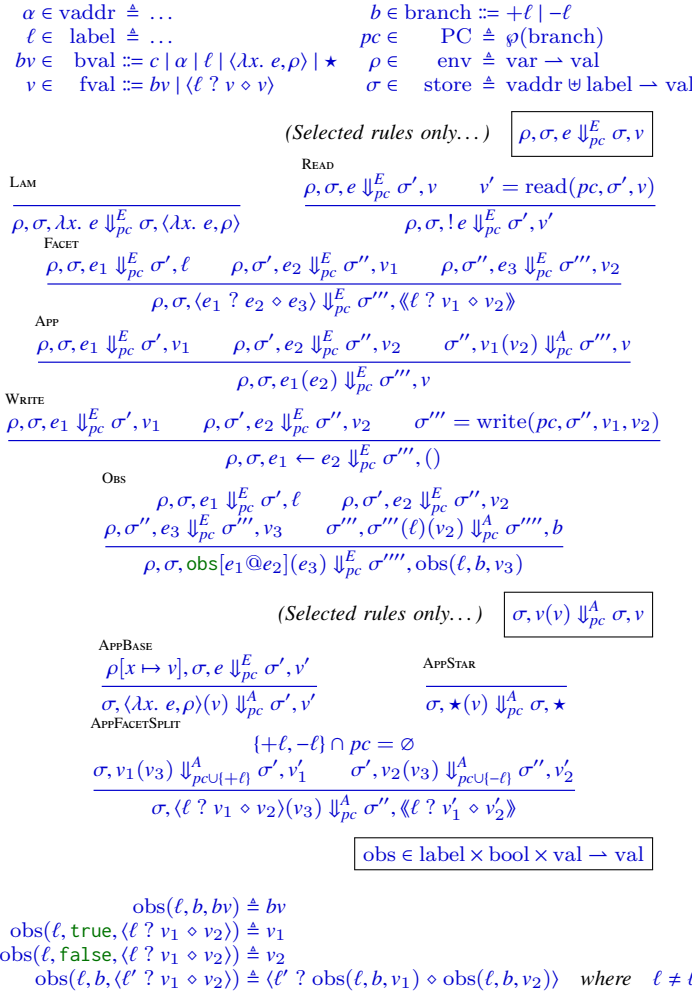 α ∈ vaddr ≜ … b ∈ branch ::= +ℓ | −ℓ
ℓ ∈ label ≜ … pc ∈ PC ≜ ℘(branch)
bv ∈ bval ::= c | α | ℓ | ⟨λx. e, ρ⟩ | ★ ρ ∈ env ≜ var ⇀ val
v ∈ fval ::= bv | ⟨ℓ ? v ⋄ v⟩ σ ∈ store ≜ vaddr ⊎ label ⇀ val
(Selected rules only…) ρ, σ, e ⇓ᴱ_pc σ, v
Lam
ρ, σ, λx. e ⇓ᴱ_pc σ, ⟨λx. e, ρ⟩
Read
ρ, σ, e ⇓ᴱ_pc σ′, v v′ = read(pc, σ′, v)
ρ, σ, ! e ⇓ᴱ_pc σ′, v′
Facet
ρ, σ, e₁ ⇓ᴱ_pc σ′, ℓ ρ, σ′, e₂ ⇓ᴱ_pc σ″, v₁ ρ, σ″, e₃ ⇓ᴱ_pc σ‴, v₂
ρ, σ, ⟨e₁ ? e₂ ⋄ e₃⟩ ⇓ᴱ_pc σ‴, ⟪ℓ ? v₁ ⋄ v₂⟫
App
ρ, σ, e₁ ⇓ᴱ_pc σ′, v₁ ρ, σ′, e₂ ⇓ᴱ_pc σ″, v₂ σ″, v₁(v₂) ⇓ᴬ_pc σ‴, v
ρ, σ, e₁(e₂) ⇓ᴱ_pc σ‴, v
Write
ρ, σ, e₁ ⇓ᴱ_pc σ′, v₁ ρ, σ′, e₂ ⇓ᴱ_pc σ″, v₂ σ‴ = write(pc, σ″, v₁, v₂)
ρ, σ, e₁ ← e₂ ⇓ᴱ_pc σ‴, ()
Obs
ρ, σ, e₁ ⇓ᴱ_pc σ′, ℓ ρ, σ′, e₂ ⇓ᴱ_pc σ″, v₂
ρ, σ″, e₃ ⇓ᴱ_pc σ‴, v₃ σ‴, σ‴(ℓ)(v₂) ⇓ᴬ_pc σ⁗, b
ρ, σ, obs[e₁@e₂](e₃) ⇓ᴱ_pc σ⁗, obs(ℓ, b, v₃)
(Selected rules only…) σ, v(v) ⇓ᴬ_pc σ, v
AppBase
ρ[x ↦ v], σ, e ⇓ᴱ_pc σ′, v′
σ, ⟨λx. e, ρ⟩(v) ⇓ᴬ_pc σ′, v′
AppStar
σ, ★(v) ⇓ᴬ_pc σ, ★
AppFacetSplit
{+ℓ, −ℓ} ∩ pc = ∅
σ, v₁(v₃) ⇓ᴬ_pc∪{+ℓ} σ′, v′₁ σ′, v₂(v₃) ⇓ᴬ_pc∪{−ℓ} σ″, v′₂
σ, ⟨ℓ ? v₁ ⋄ v₂⟩(v₃) ⇓ᴬ_pc σ″, ⟪ℓ ? v′₁ ⋄ v′₂⟫
obs ∈ label × bool × val ⇀ val
obs(ℓ, b, bv) ≜ bv
obs(ℓ, true, ⟨ℓ ? v₁ ⋄ v₂⟩) ≜ v₁
obs(ℓ, false, ⟨ℓ ? v₁ ⋄ v₂⟩) ≜ v₂
obs(ℓ, b, ⟨ℓ′ ? v₁ ⋄ v₂⟩) ≜ ⟨ℓ′ ? obs(ℓ, b, v₁) ⋄ obs(ℓ, b, v₂)⟩ where ℓ ≠ ℓ